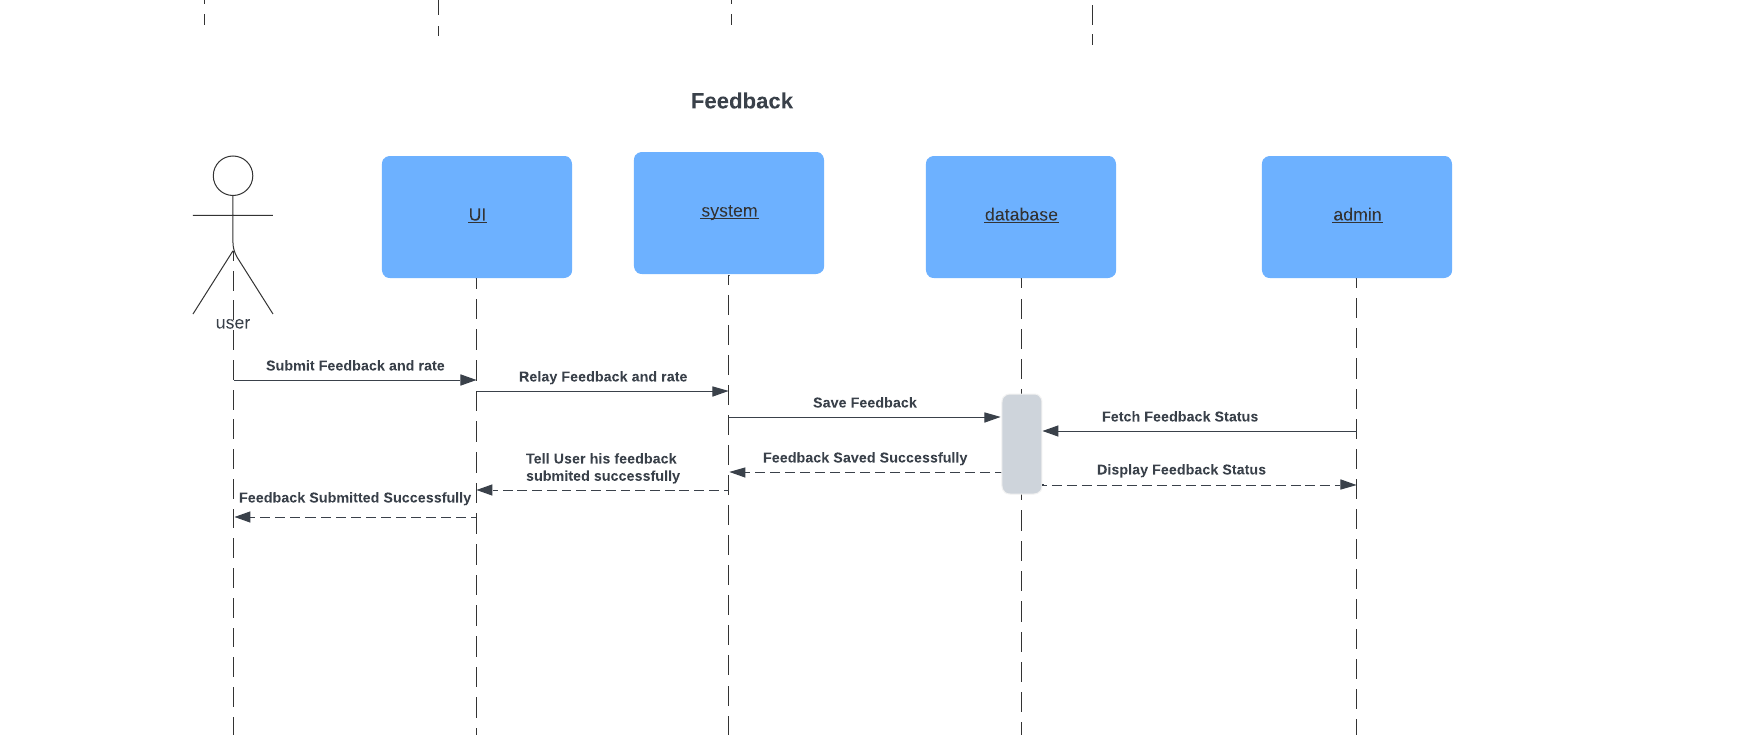 Feedback
UI
system
database
admin
user
Submit Feedback and rate
Relay Feedback and rate
Save Feedback
Fetch Feedback Status
Tell User his feedback
submited successfully
Feedback Saved Successfully
Display Feedback Status
Feedback Submitted Successfully